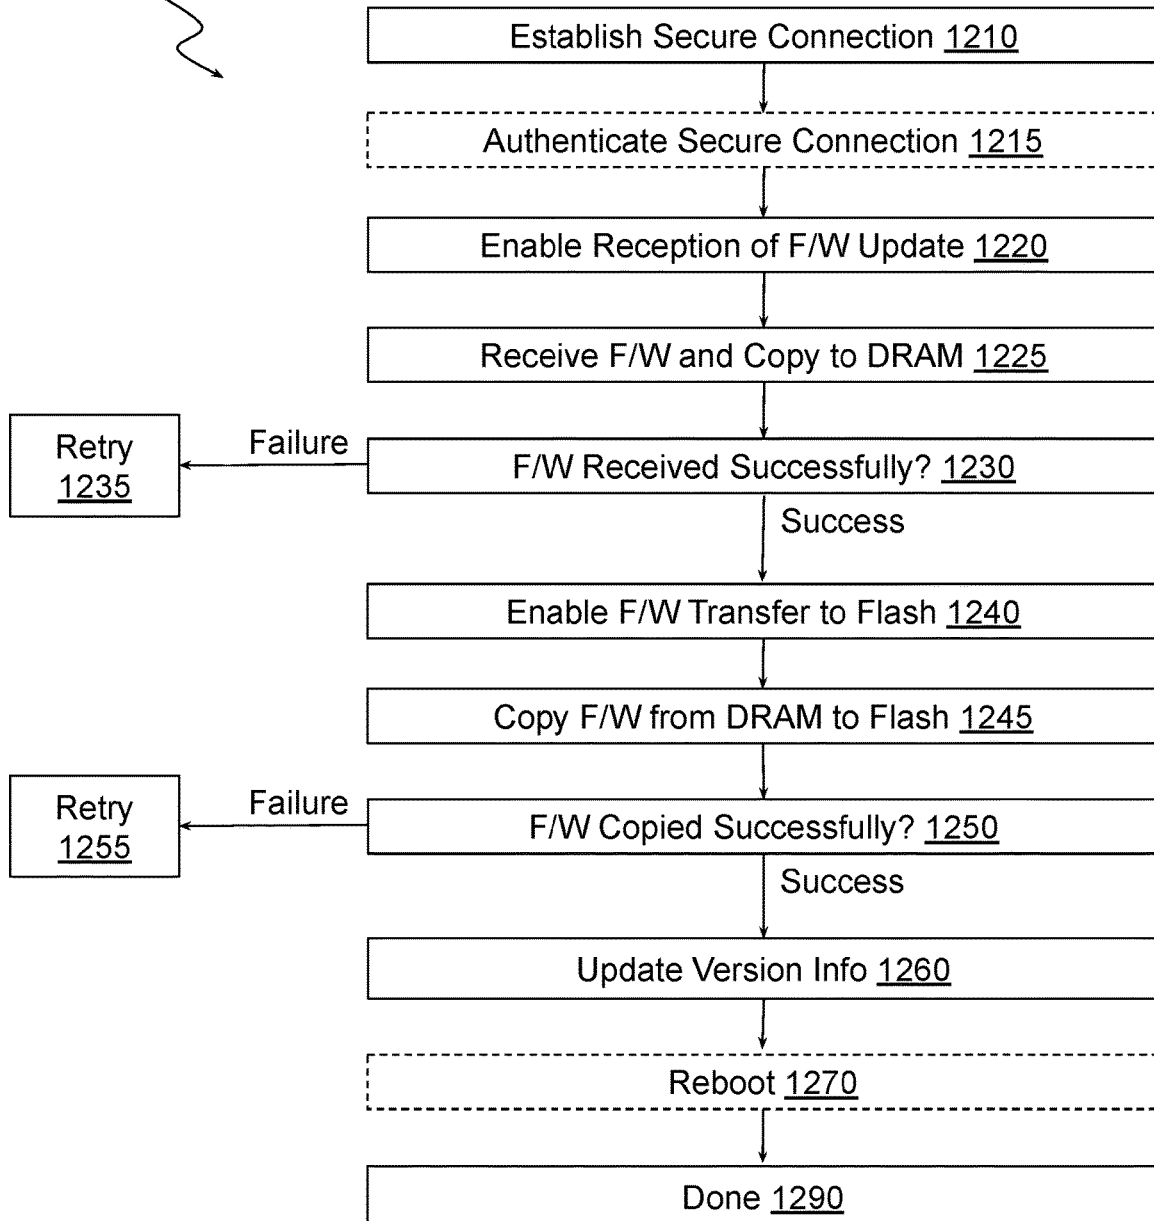 Establish Secure Connection 1210
Authenticate Secure Connection 1215
Enable Reception of F/W Update 1220
Receive F/W and Copy to DRAM 1225
Retry
1235
Failure
F/W Received Successfully? 1230
Success
Enable F/W Transfer to Flash 1240
Copy F/W from DRAM to Flash 1245
Retry
1255
Failure
F/W Copied Successfully? 1250
Success
Update Version Info 1260
Reboot 1270
Done 1290